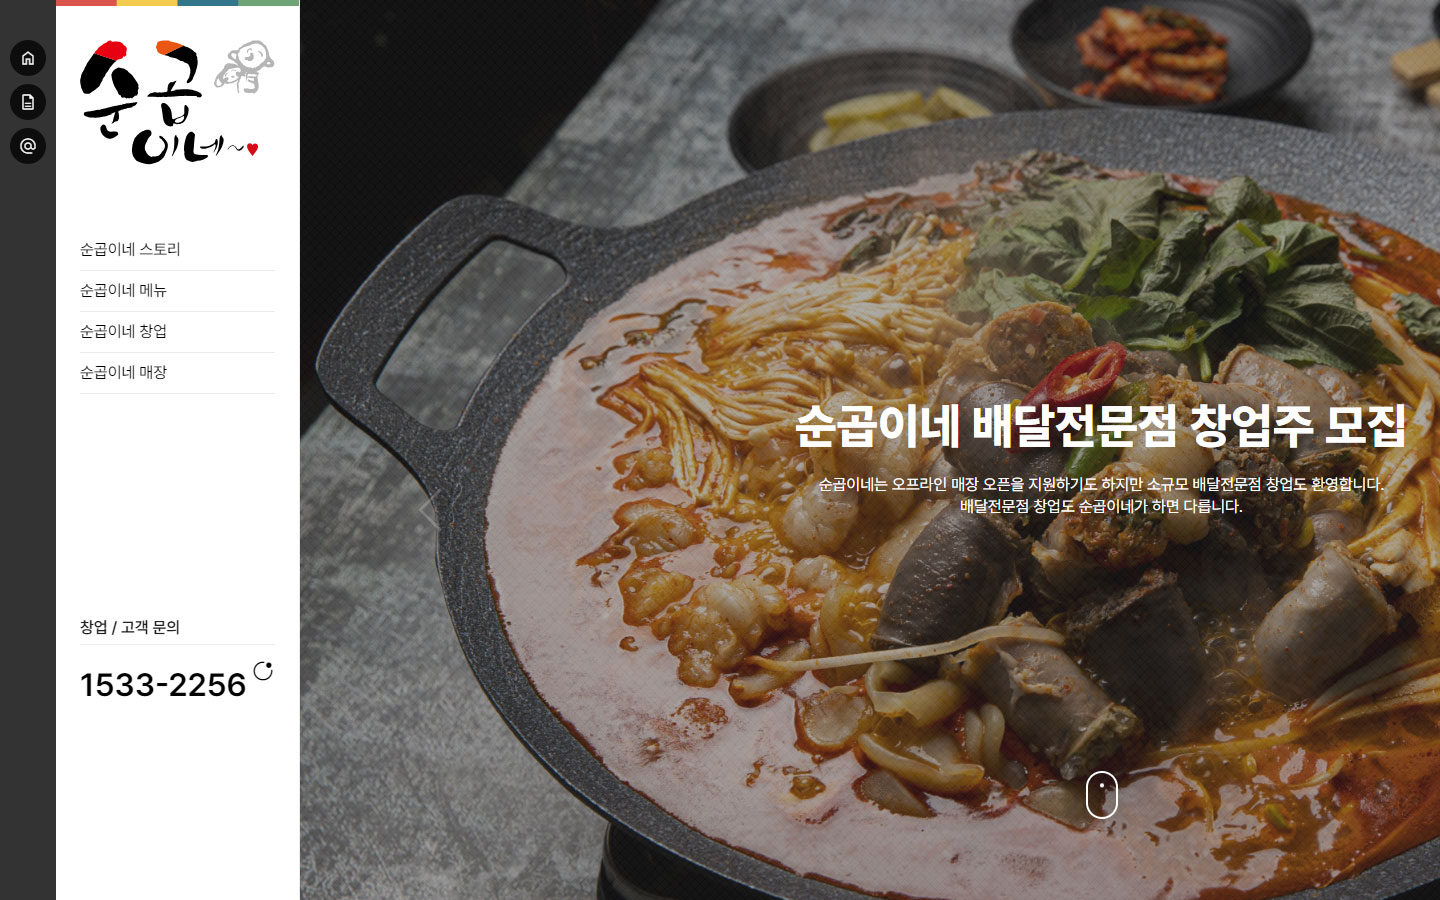 순곱
이네~
순곱이네 스토리
순곱이네 메뉴
순곱이네 창업
순곱이네 매장
창업 / 고객 문의
1533-2256
순곱이네 배달전문점 창업주 모집
순곱이네는 오프라인 매장 오픈을 지원하기도 하지만 소규모 배달전문점 창업도 환영합니다.
배달전문점 창업도 순곱이네가 하면 다릅니다.